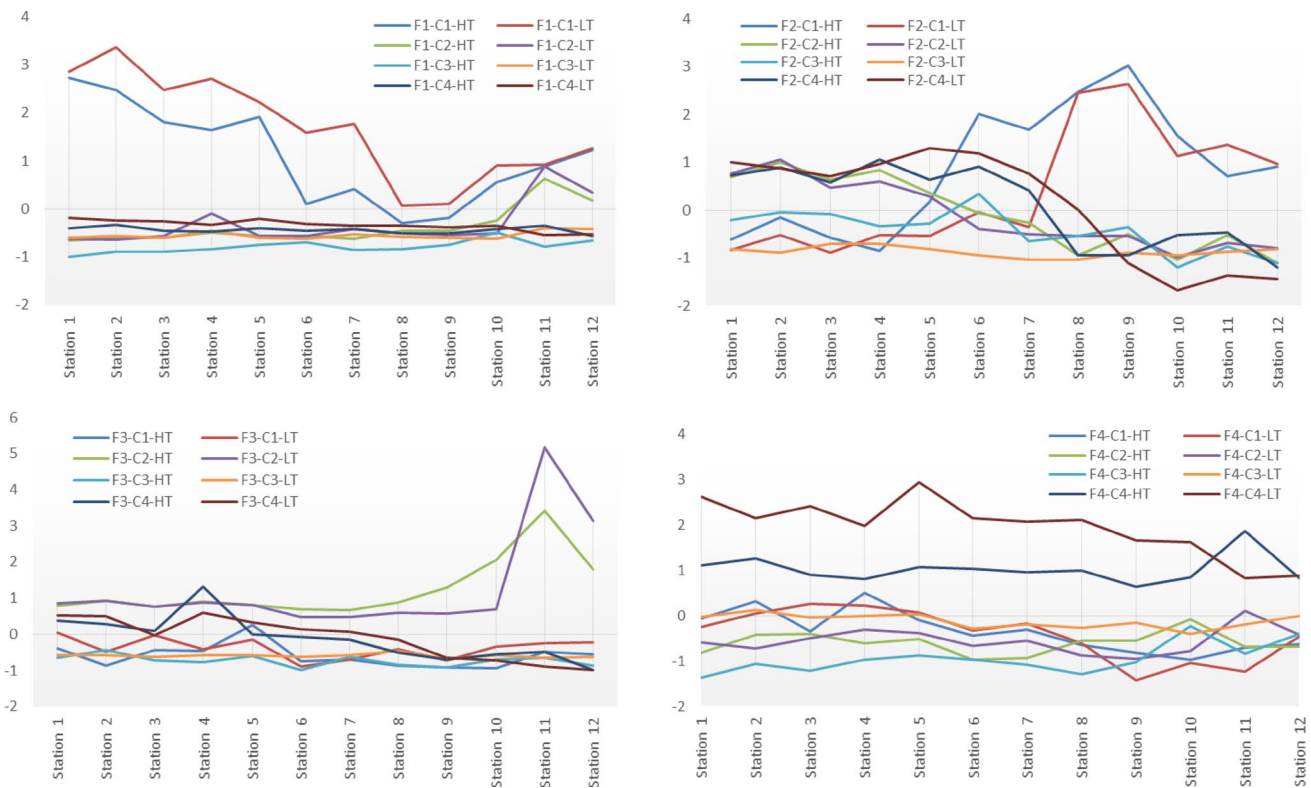 4
3
2
1
0
-1
-2
F1-C1-HT F1-C1-LT
F1-C2-HT F1-C2-LT
F1-C3-HT F1-C3-LT
F1-C4-HT F1-C4-LT
Station 1
Station 2
Station 3
Station 4
Station 5
Station 6
Station 7
Station 8
Station 9
Station 10
Station 11
Station 12
4
3
2
1
0
-1
-2
F2-C1-HT F2-C1-LT
F2-C2-HT F2-C2-LT
F2-C3-HT F2-C3-LT
F2-C4-HT F2-C4-LT
Station 1
Station 2
Station 3
Station 4
Station 5
Station 6
Station 7
Station 8
Station 9
Station 10
Station 11
Station 12
6
5
4
3
2
1
0
-1
-2
F3-C1-HT F3-C1-LT
F3-C2-HT F3-C2-LT
F3-C3-HT F3-C3-LT
F3-C4-HT F3-C4-LT
Station 1
Station 2
Station 3
Station 4
Station 5
Station 6
Station 7
Station 8
Station 9
Station 10
Station 11
Station 12
4
3
2
1
0
-1
-2
F4-C1-HT F4-C1-LT
F4-C2-HT F4-C2-LT
F4-C3-HT F4-C3-LT
F4-C4-HT F4-C4-LT
Station 1
Station 2
Station 3
Station 4
Station 5
Station 6
Station 7
Station 8
Station 9
Station 10
Station 11
Station 12